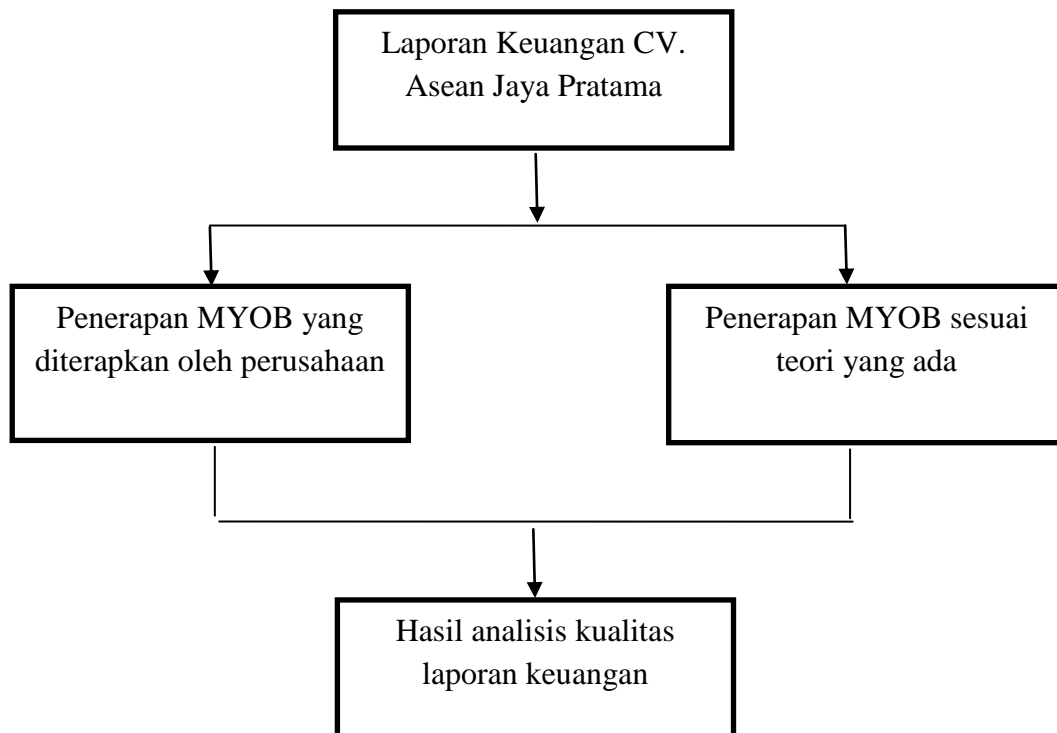 Laporan Keuangan CV.
Asean Jaya Pratama
Penerapan MYOB yang
diterapkan oleh perusahaan
Penerapan MYOB sesuai
teori yang ada
Hasil analisis kualitas
laporan keuangan